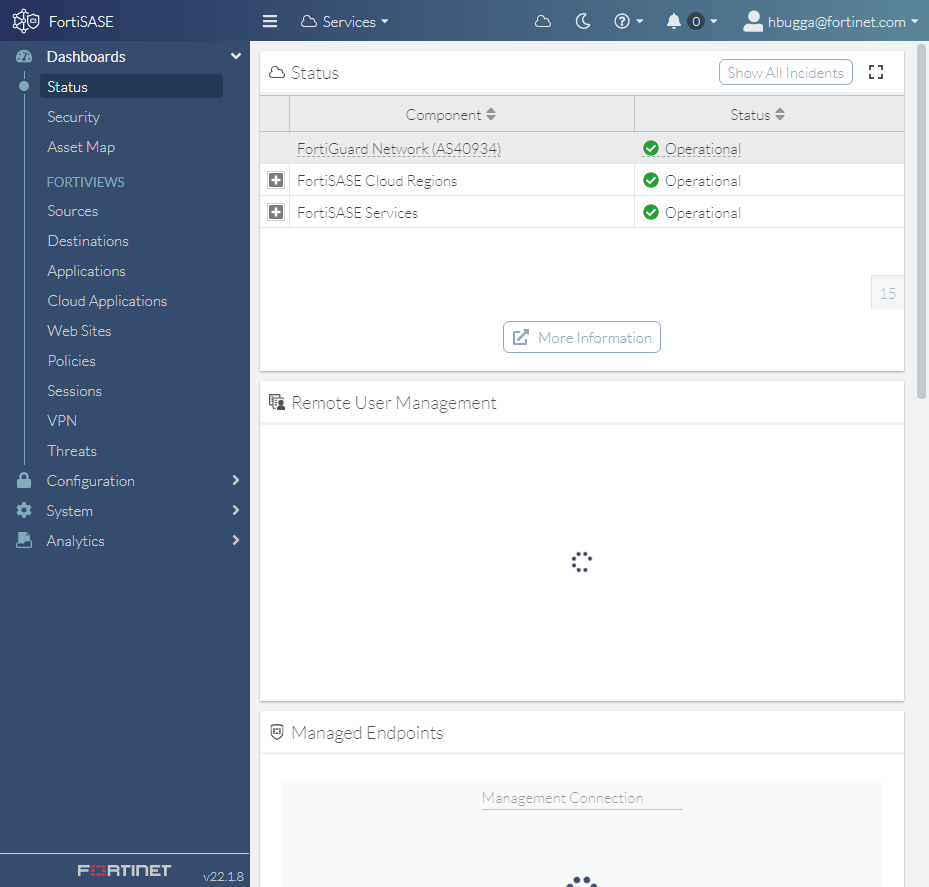 FortiSASE
Services
0
hbugga@fortinet.com
Dashboards
Status
Security
Asset Map
FORTIVIEWS
Sources
Destinations
Applications
Cloud Applications
Web Sites
Policies
Sessions
VPN
Threats
Configuration
System
Analytics
FORTINET
v22.1.8
Status
Show All Incidents
Component
Status
FortiGuard Network (AS40934)
Operational
FortiSASE Cloud Regions
Operational
FortiSASE Services
Operational
15
More Information
Remote User Management
Managed Endpoints
Management Connection